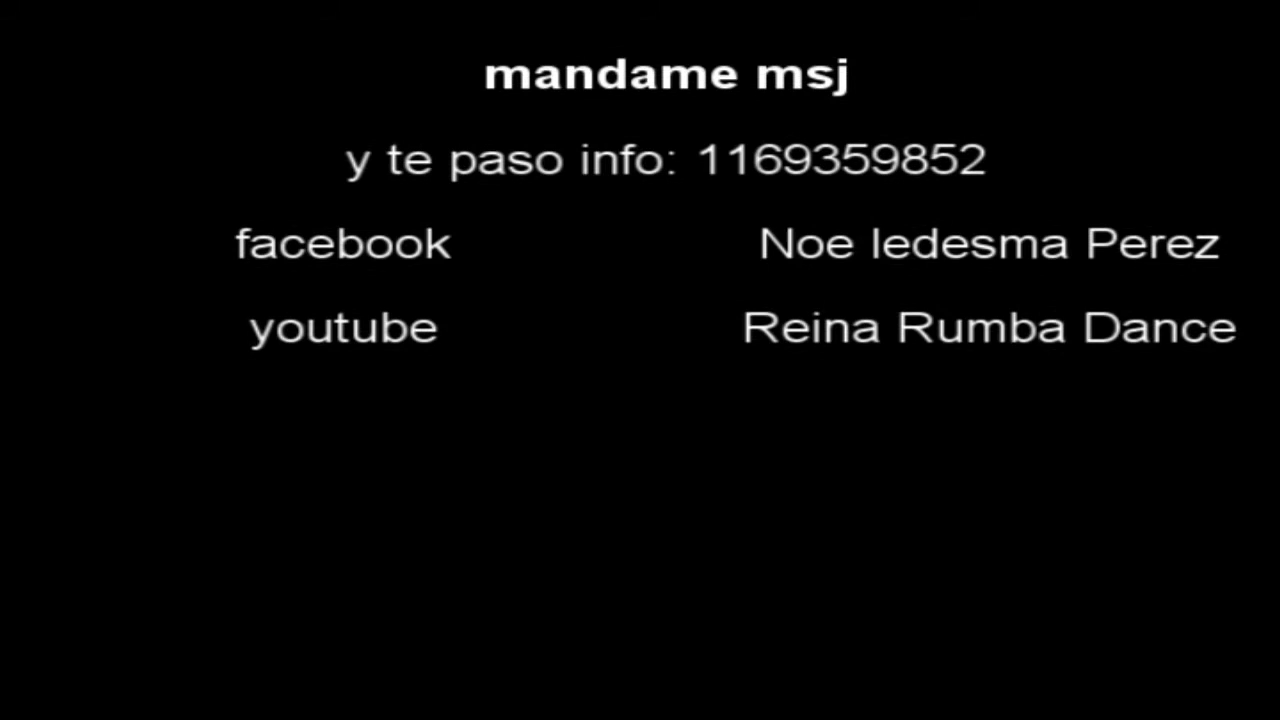 mandame msj
y te paso info: 1169359852
facebook Noe ledesma Perez
youtube Reina Rumba Dance